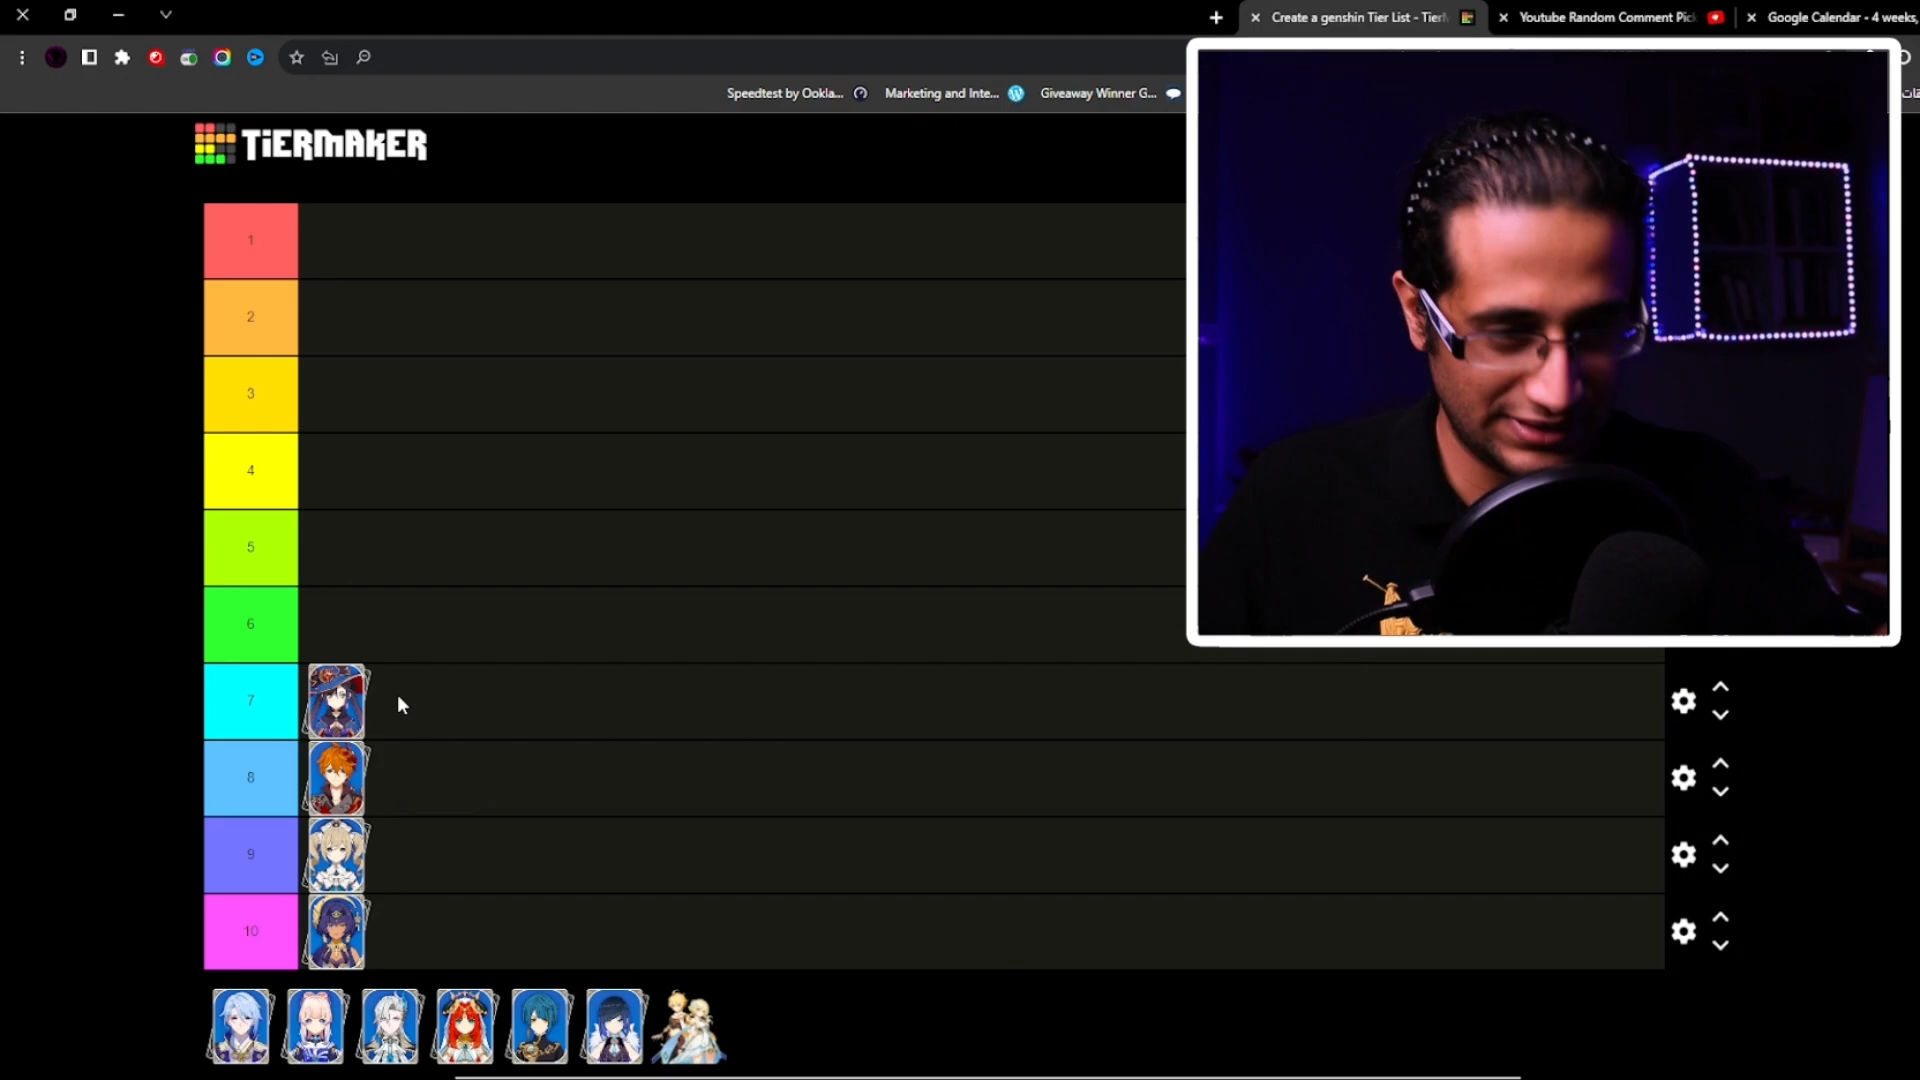 Create a genshin Tier List - Tier
Youtube Random Comment Pic
Google Calendar - 4 weeks,
Speedtest by Ookla...
Marketing and Inte...
Giveaway Winner G...
TiERMAKER
1
2
3
4
5
6
7
8
9
10